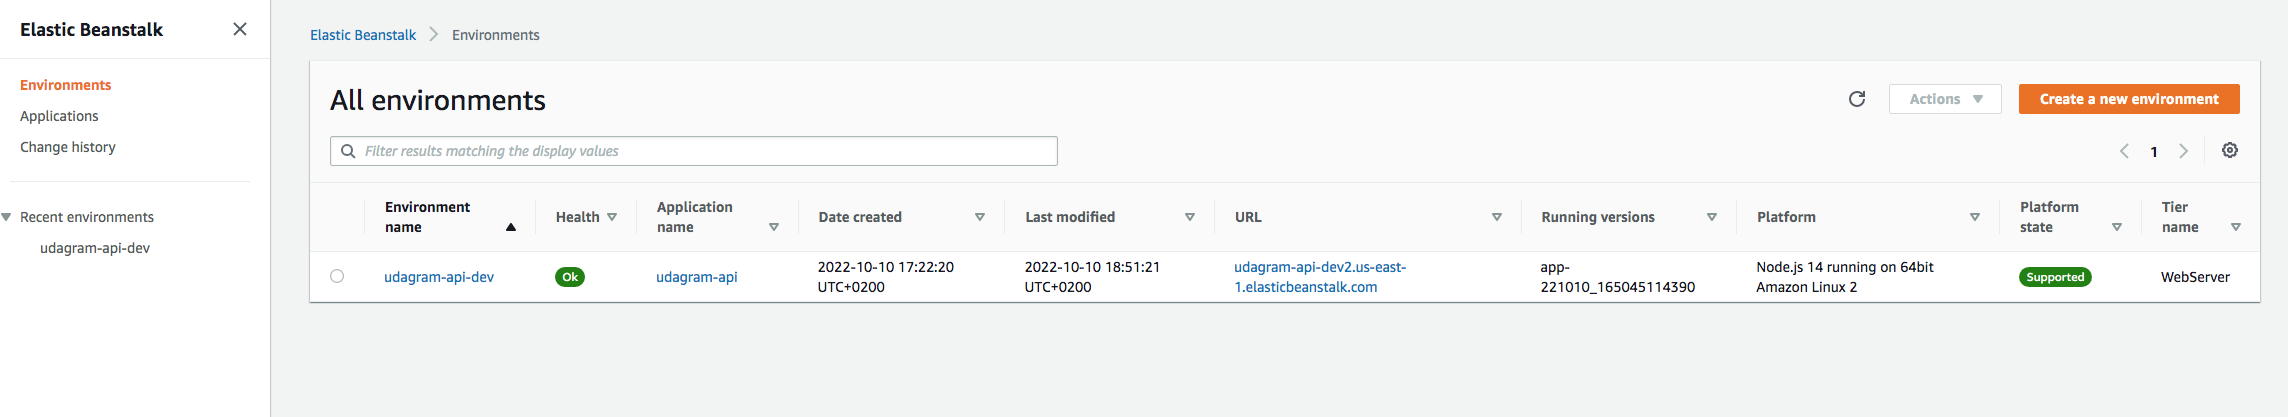 Elastic Beanstalk
Environments
Applications
Change history
Recent environments
udagram-api-dev
Elastic Beanstalk
Environments
All environments
Actions
Create a new environment
Filter results matching the display values
1
Environment
name
Health
Application
name
Date created
Last modified
URL
Running versions
Platform
Platform
state
Tier
name
udagram-api-dev
Ok
udagram-api
2022-10-10 17:22:20
UTC+0200
2022-10-10 18:51:21
UTC+0200
udagram-api-dev2.us-east-
1.elasticbeanstalk.com
app-
221010_165045114390
Node.js 14 running on 64bit
Amazon Linux 2
Supported
WebServer